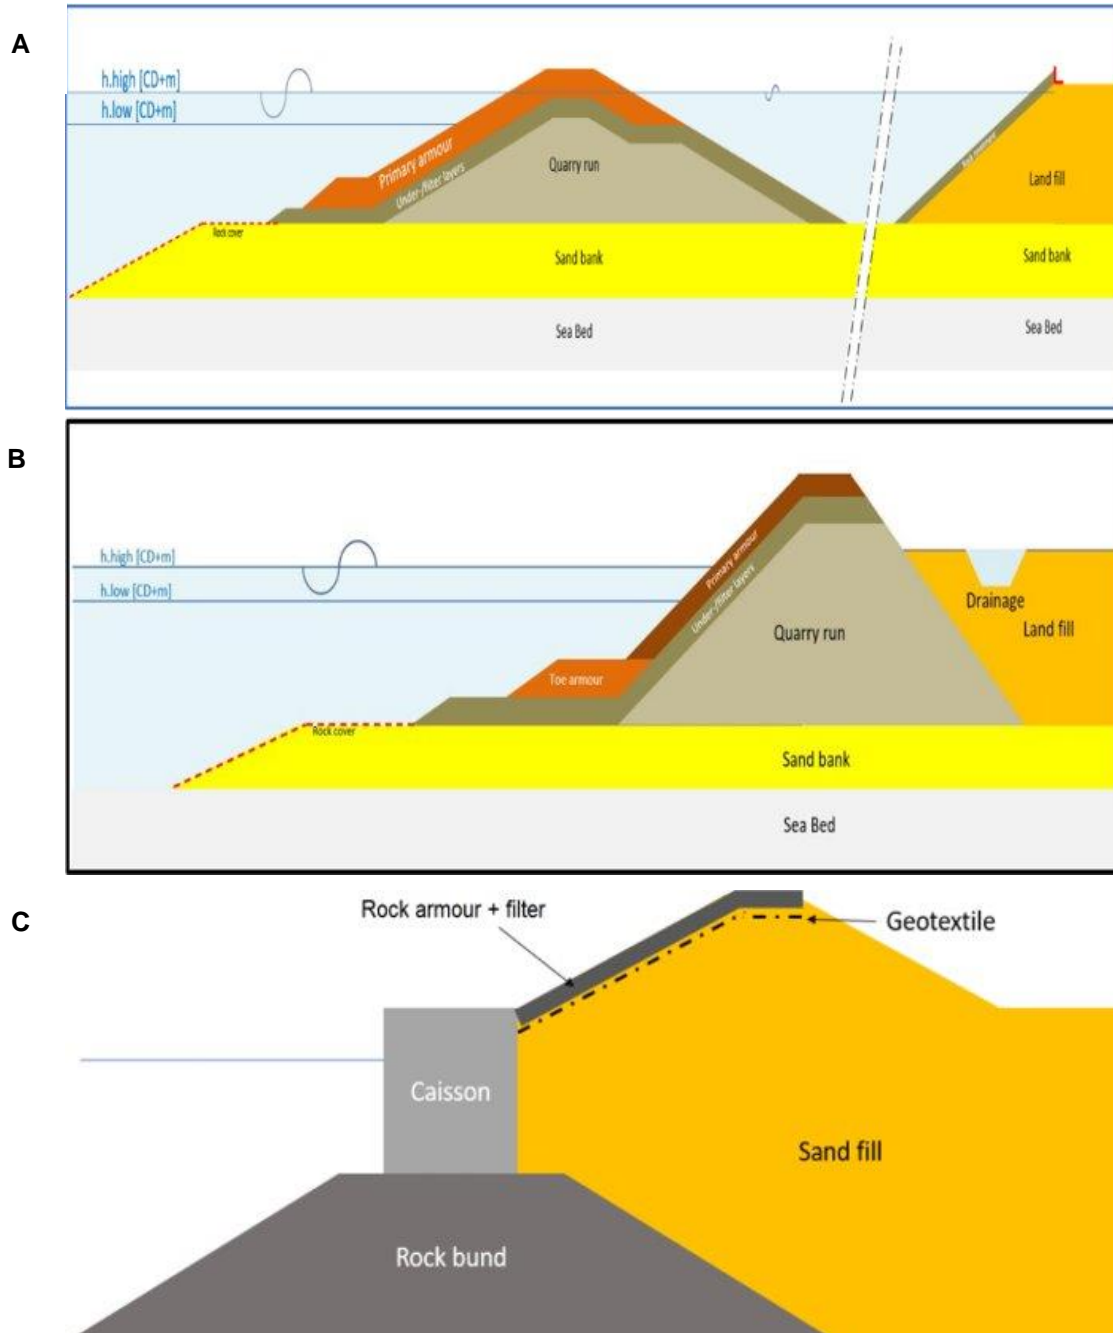 A
h.high [CD+m]
h.low [CD+m]
Primary armour
Under-/filter layers
Quarry run
Land fill
Rock cover
Sand bank
Sand bank
Sea Bed
Sea Bed
B
h.high [CD+m]
h.low [CD+m]
Primary armour
Under-/filter layers
Quarry run
Drainage
Land fill
Toe armour
Rock cover
Sand bank
Sea Bed
C
Rock armour + filter
Geotextile
Caisson
Sand fill
Rock bund